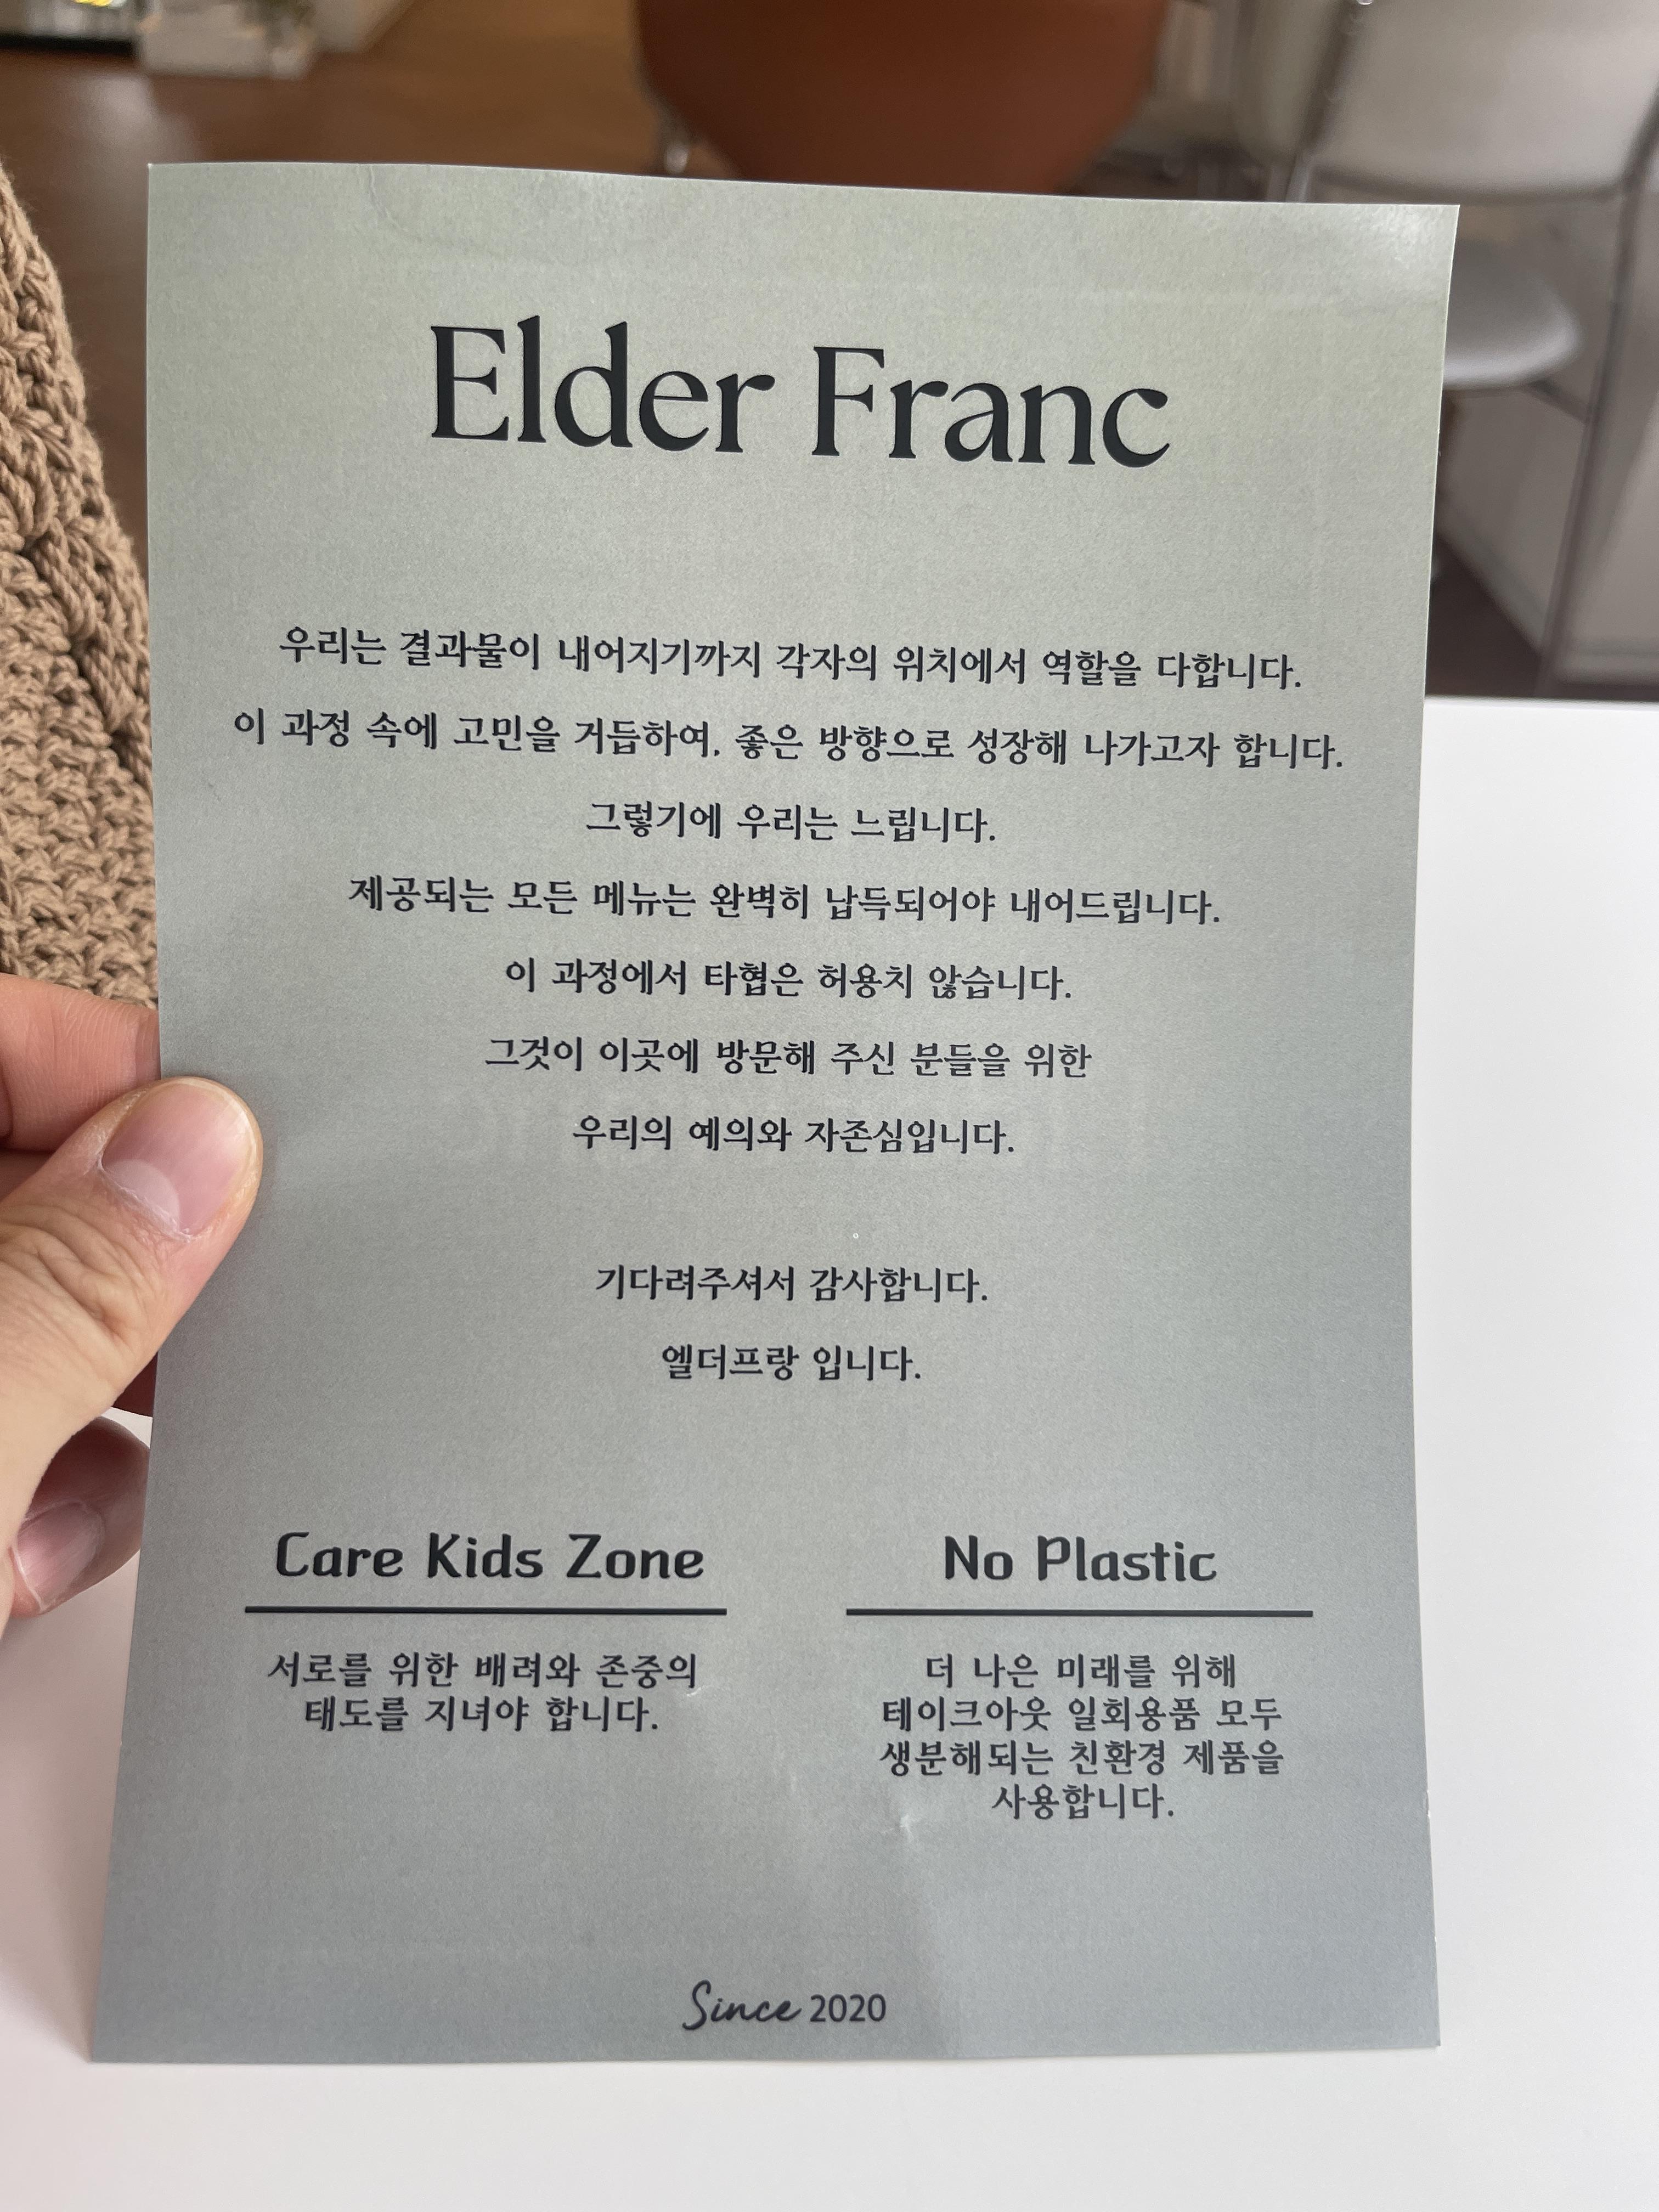 Elder Franc
우리는 결과물이 내어지기까지 각자의 위치에서 역할을 다합니다.
이 과정 속에 고민을 거듭하여, 좋은 방향으로 성장해 나가고자 합니다.
그렇기에 우리는 느립니다.
제공되는 모든 메뉴는 완벽히 납득되어야 내어드립니다.
이 과정에서 타협은 허용치 않습니다.
그것이 이곳에 방문해 주신 분들을 위한
우리의 예의와 자존심입니다.
기다려주셔서 감사합니다.
엘더프랑 입니다.
Care Kids Zone
서로를 위한 배려와 존중의
태도를 지녀야 합니다.
No Plastic
더 나은 미래를 위해
테이크아웃 일회용품 모두
생분해되는 친환경 제품을
사용합니다.
Since 2020